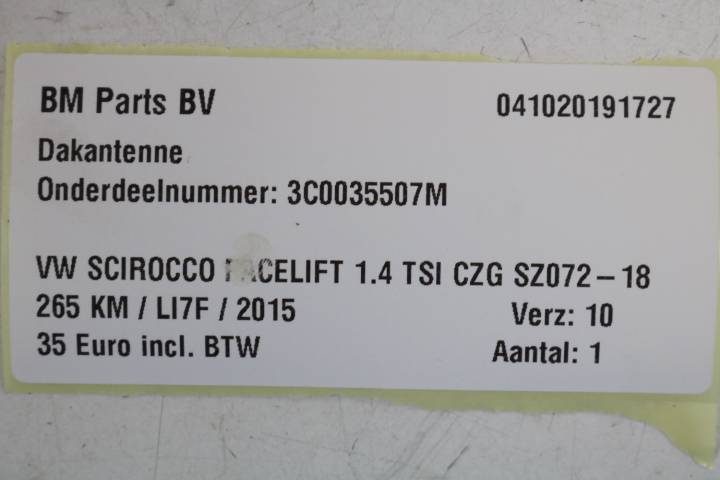 BM Parts BV 041020191727
Dakantenne
Onderdeelnummer: 3C0035507M
VW SCIROCCO FACELIFT 1.4 TSI CZG SZ072-18
265 KM / LI7F / 2015 Verz: 10
35 Euro incl. BTW Aantal: 1